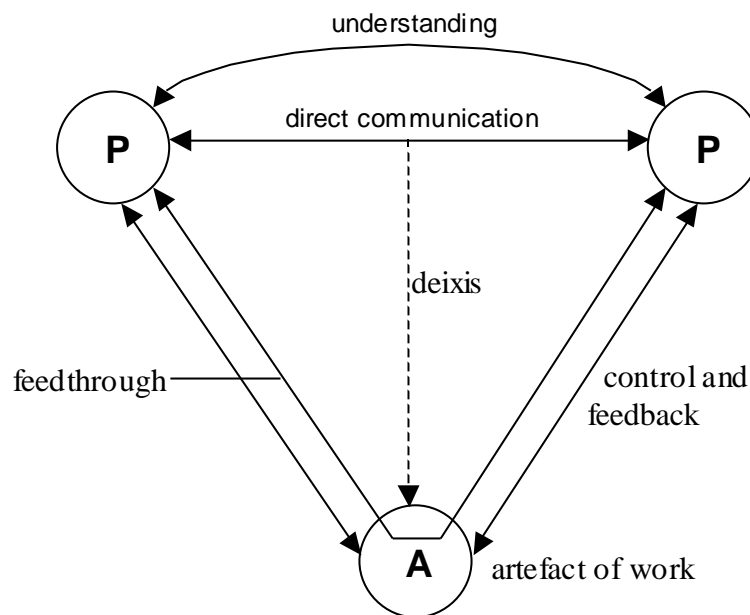 understanding
direct communication
P
P
deixis
feedthrough
control and
feedback
A
artefact of work